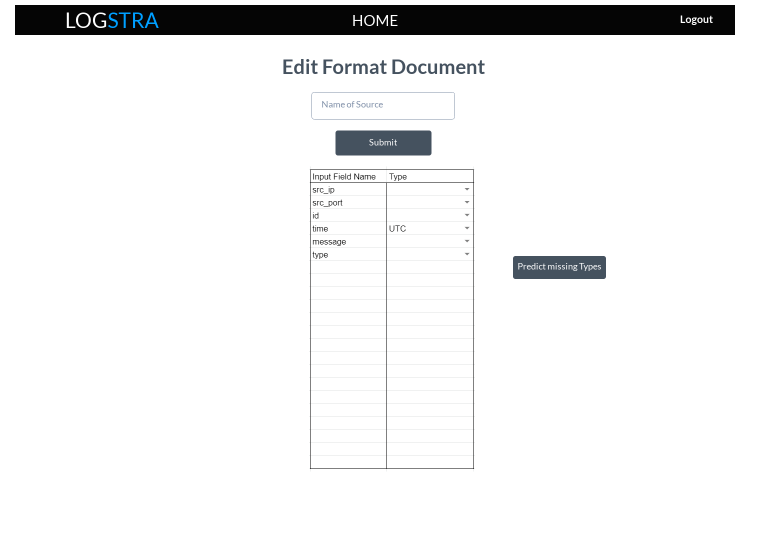 LOGSTRA HOME Logout
Edit Format Document
Name of Source
Submit
Input Field Name Type
src_ip
src_port
id
time UTC
message
type
Predict missing Types